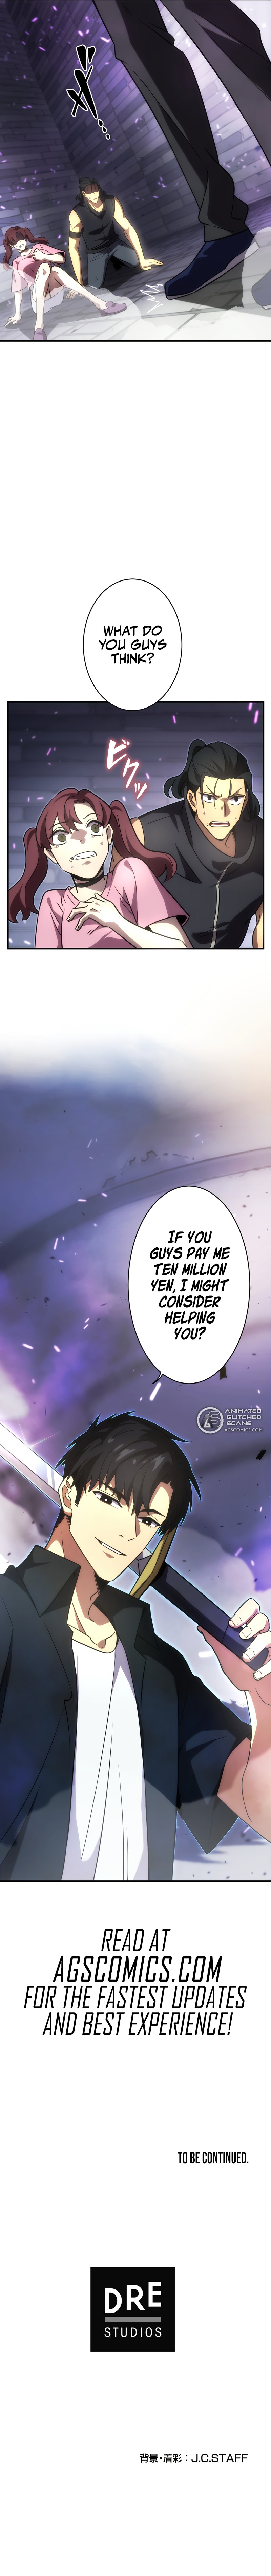 ザッ…
WHAT DO
YOU GUYS
THINK?
ビクッ
IF YOU
GUYS PAY ME
TEN MILLION
YEN, I MIGHT
CONSIDER
HELPING
YOU?
ANIMATED
GLITCHED
SCANS
AGSCOMICS.COM
READ AT
AGSCOMICS.COM
FOR THE FASTEST UPDATES
AND BEST EXPERIENCE!
TO BE CONTINUED.
DRE
STUDIOS
背景・着彩：J.C.STAFF